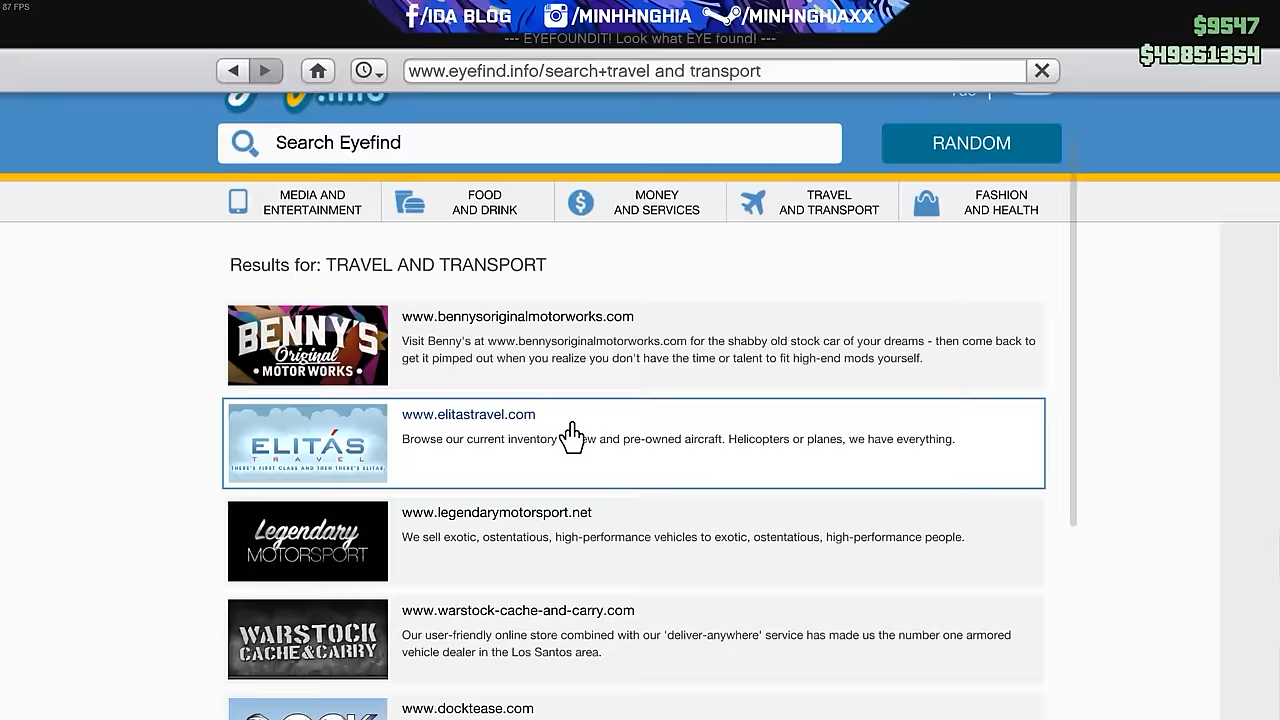 87 FPS
/IDA BLOG /MINHHNGHIA /MINHNGHIAXX
--- EYEFOUNDIT! Look what EYE found! ---
$9547
$49851354
www.eyefind.info/search+travel and transport
Search Eyefind
RANDOM
MEDIA AND
ENTERTAINMENT
FOOD
AND DRINK
MONEY
AND SERVICES
TRAVEL
AND TRANSPORT
FASHION
AND HEALTH
Results for: TRAVEL AND TRANSPORT
BENNY'S
Original
• MOTOR WORKS •
www.bennysoriginalmotorworks.com
Visit Benny's at www.bennysoriginalmotorworks.com for the shabby old stock car of your dreams - then come back to
get it pimped out when you realize you don't have the time or talent to fit high-end mods yourself.
ELITÁS
TRAVEL
THERE'S FIRST CLASS AND THEN THERE'S ELITAS.
www.elitastravel.com
Browse our current inventory and pre-owned aircraft. Helicopters or planes, we have everything.
Legendary
MOTORSPORT
www.legendarymotorsport.net
We sell exotic, ostentatious, high-performance vehicles to exotic, ostentatious, high-performance people.
WARSTOCK
CACHE&CARRY
www.warstock-cache-and-carry.com
Our user-friendly online store combined with our 'deliver-anywhere' service has made us the number one armored
vehicle dealer in the Los Santos area.
www.docktease.com